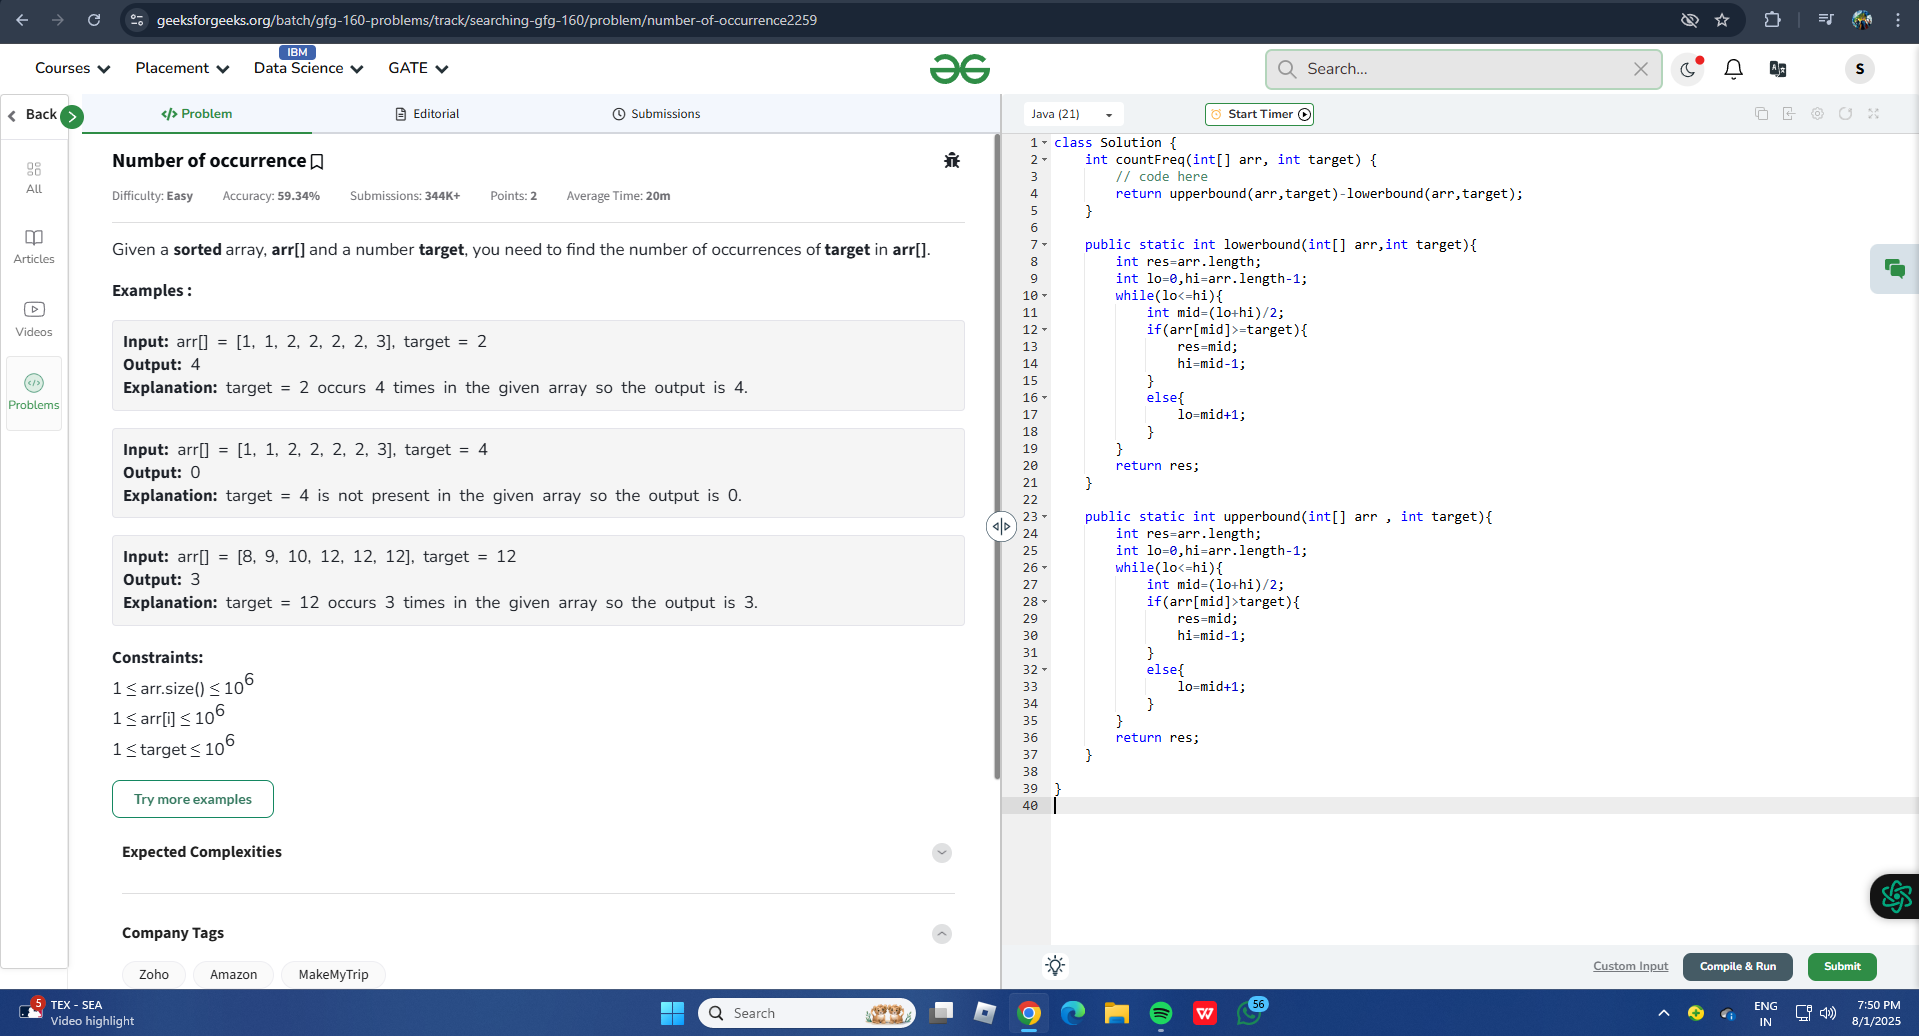 geeksforgeeks.org/batch/gfg-160-problems/track/searching-gfg-160/problem/number-of-occurrence2259
IBM
Courses Placement Data Science GATE
Search...
S
Back
Problem Editorial Submissions
Java (21) Start Timer
All
Articles
Videos
Problems
Number of occurrence
Difficulty: Easy Accuracy: 59.34% Submissions: 344K+ Points: 2 Average Time: 20m
Given a sorted array, arr[] and a number target, you need to find the number of occurrences of target in arr[].
Examples :
Input: arr[] = [1, 1, 2, 2, 2, 2, 3], target = 2
Output: 4
Explanation: target = 2 occurs 4 times in the given array so the output is 4.
Input: arr[] = [1, 1, 2, 2, 2, 2, 3], target = 4
Output: 0
Explanation: target = 4 is not present in the given array so the output is 0.
Input: arr[] = [8, 9, 10, 12, 12, 12], target = 12
Output: 3
Explanation: target = 12 occurs 3 times in the given array so the output is 3.
Constraints:
1 ≤ arr.size() ≤ 10^6
1 ≤ arr[i] ≤ 10^6
1 ≤ target ≤ 10^6
Try more examples
Expected Complexities
Company Tags
Zoho Amazon MakeMyTrip
1 class Solution {
2 int countFreq(int[] arr, int target) {
3 // code here
4 return upperbound(arr,target)-lowerbound(arr,target);
5 }
6
7 public static int lowerbound(int[] arr,int target){
8 int res=arr.length;
9 int lo=0,hi=arr.length-1;
10 while(lo<=hi){
11 int mid=(lo+hi)/2;
12 if(arr[mid]>=target){
13 res=mid;
14 hi=mid-1;
15 }
16 else{
17 lo=mid+1;
18 }
19 }
20 return res;
21 }
22
23 public static int upperbound(int[] arr , int target){
24 int res=arr.length;
25 int lo=0,hi=arr.length-1;
26 while(lo<=hi){
27 int mid=(lo+hi)/2;
28 if(arr[mid]>target){
29 res=mid;
30 hi=mid-1;
31 }
32 else{
33 lo=mid+1;
34 }
35 }
36 return res;
37 }
38
39 }
40
Custom Input Compile & Run Submit
5
TEX - SEA
Video highlight
Search
56
ENG
IN
7:50 PM
8/1/2025